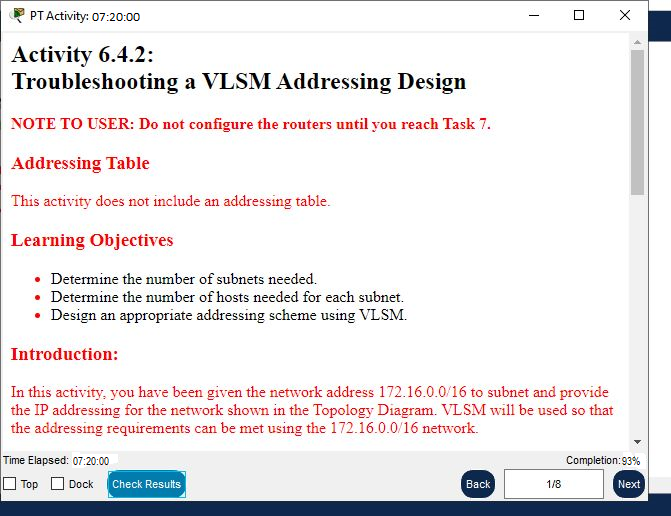 PT Activity: 07:20:00
Activity 6.4.2:
Troubleshooting a VLSM Addressing Design
NOTE TO USER: Do not configure the routers until you reach Task 7.
Addressing Table
This activity does not include an addressing table.
Learning Objectives
• Determine the number of subnets needed.
• Determine the number of hosts needed for each subnet.
• Design an appropriate addressing scheme using VLSM.
Introduction:
In this activity, you have been given the network address 172.16.0.0/16 to subnet and provide
the IP addressing for the network shown in the Topology Diagram. VLSM will be used so that
the addressing requirements can be met using the 172.16.0.0/16 network.
Time Elapsed: 07:20:00 Completion: 93%
Top Dock Check Results Back 1/8 Next